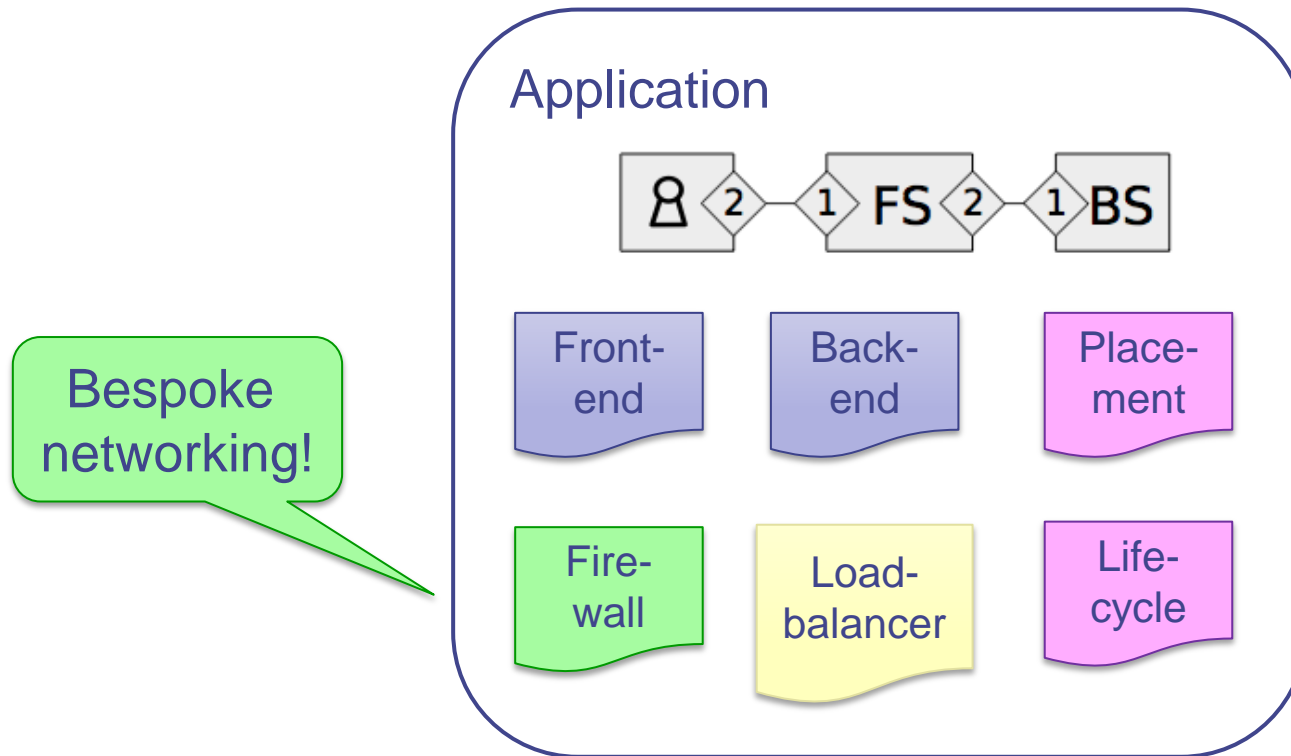 Application
2 1 FS 2 1 BS
Front-
end
Back-
end
Place-
ment
Bespoke
networking!
Fire-
wall
Load-
balancer
Life-
cycle